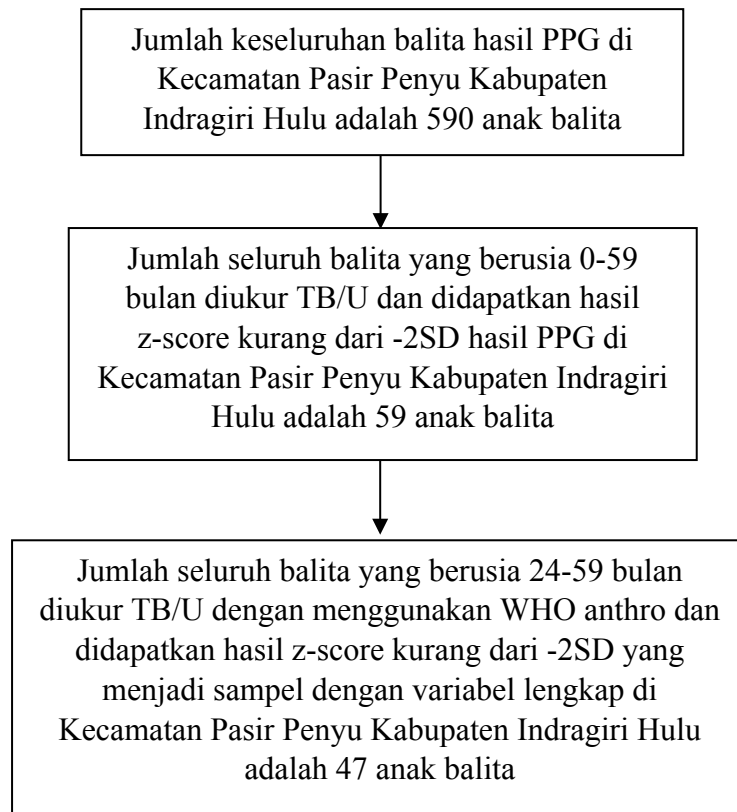 Jumlah keseluruhan balita hasil PPG di
Kecamatan Pasir Penyu Kabupaten
Indragiri Hulu adalah 590 anak balita
Jumlah seluruh balita yang berusia 0-59
bulan diukur TB/U dan didapatkan hasil
z-score kurang dari -2SD hasil PPG di
Kecamatan Pasir Penyu Kabupaten Indragiri
Hulu adalah 59 anak balita
Jumlah seluruh balita yang berusia 24-59 bulan
diukur TB/U dengan menggunakan WHO anthro dan
didapatkan hasil z-score kurang dari -2SD yang
menjadi sampel dengan variabel lengkap di
Kecamatan Pasir Penyu Kabupaten Indragiri Hulu
adalah 47 anak balita